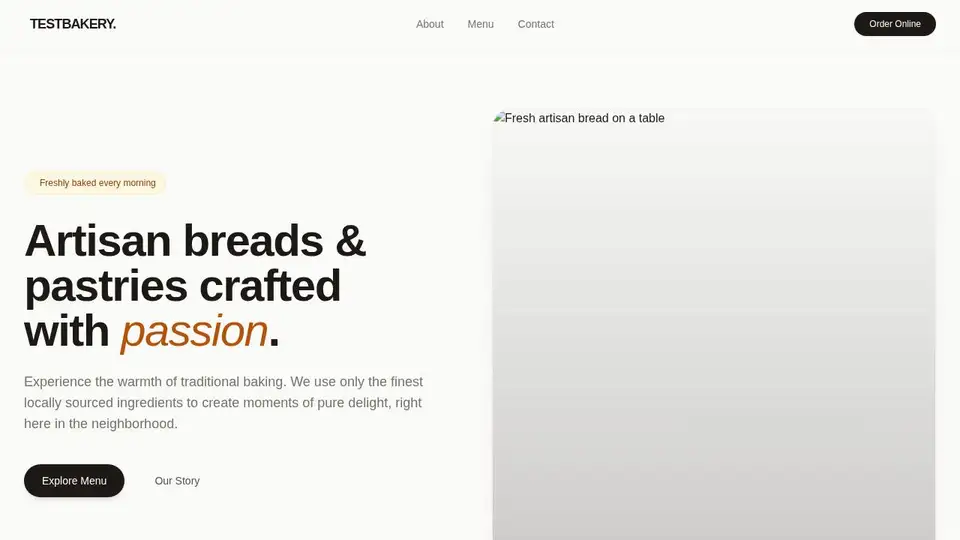 TESTBAKERY.
About
Menu
Contact
Order Online
Fresh artisan bread on a table
Freshly baked every morning
Artisan breads &
pastries crafted
with passion.
Experience the warmth of traditional baking. We use only the finest
locally sourced ingredients to create moments of pure delight, right
here in the neighborhood.
Explore Menu
Our Story